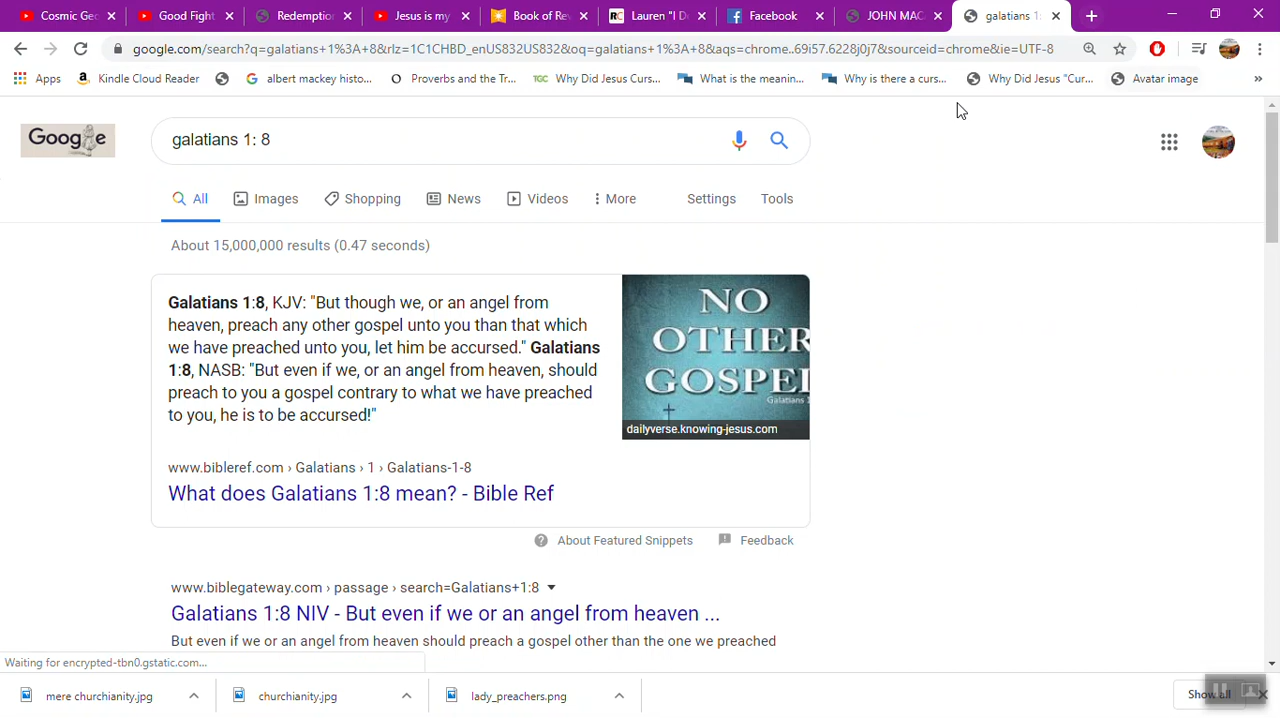 Cosmic Gec
Good Fight
Redemption
Jesus is my
Book of Re
Lauren "I D
Facebook
JOHN MAC
galatians 1:
google.com/search?q=galatians+1%3A+8&rlz=1C1CHBD_enUS832US832&oq=galatians+1%3A+8&aqs=chrome..69i57.6228j0j7&sourceid=chrome&ie=UTF-8
Apps
Kindle Cloud Reader
albert mackey histo...
Proverbs and the Tr...
TGC Why Did Jesus Curs...
What is the meanin...
Why is there a curs...
Why Did Jesus "Cur...
Avatar image
»
Google
galatians 1: 8
All
Images
Shopping
News
Videos
More
Settings
Tools
About 15,000,000 results (0.47 seconds)
Galatians 1:8, KJV: "But though we, or an angel from
heaven, preach any other gospel unto you than that which
we have preached unto you, let him be accursed." Galatians
1:8, NASB: "But even if we, or an angel from heaven, should
preach to you a gospel contrary to what we have preached
to you, he is to be accursed!"
NO
OTHER
GOSPEL
Galatians 1
dailyverse.knowing-jesus.com
www.bibleref.com › Galatians › 1 › Galatians-1-8
What does Galatians 1:8 mean? - Bible Ref
About Featured Snippets
Feedback
www.biblegateway.com › passage › search=Galatians+1:8
Galatians 1:8 NIV - But even if we or an angel from heaven ...
But even if we or an angel from heaven should preach a gospel other than the one we preached
Waiting for encrypted-tbn0.gstatic.com...
mere churchianity.jpg
churchianity.jpg
lady_preachers.png
Show all